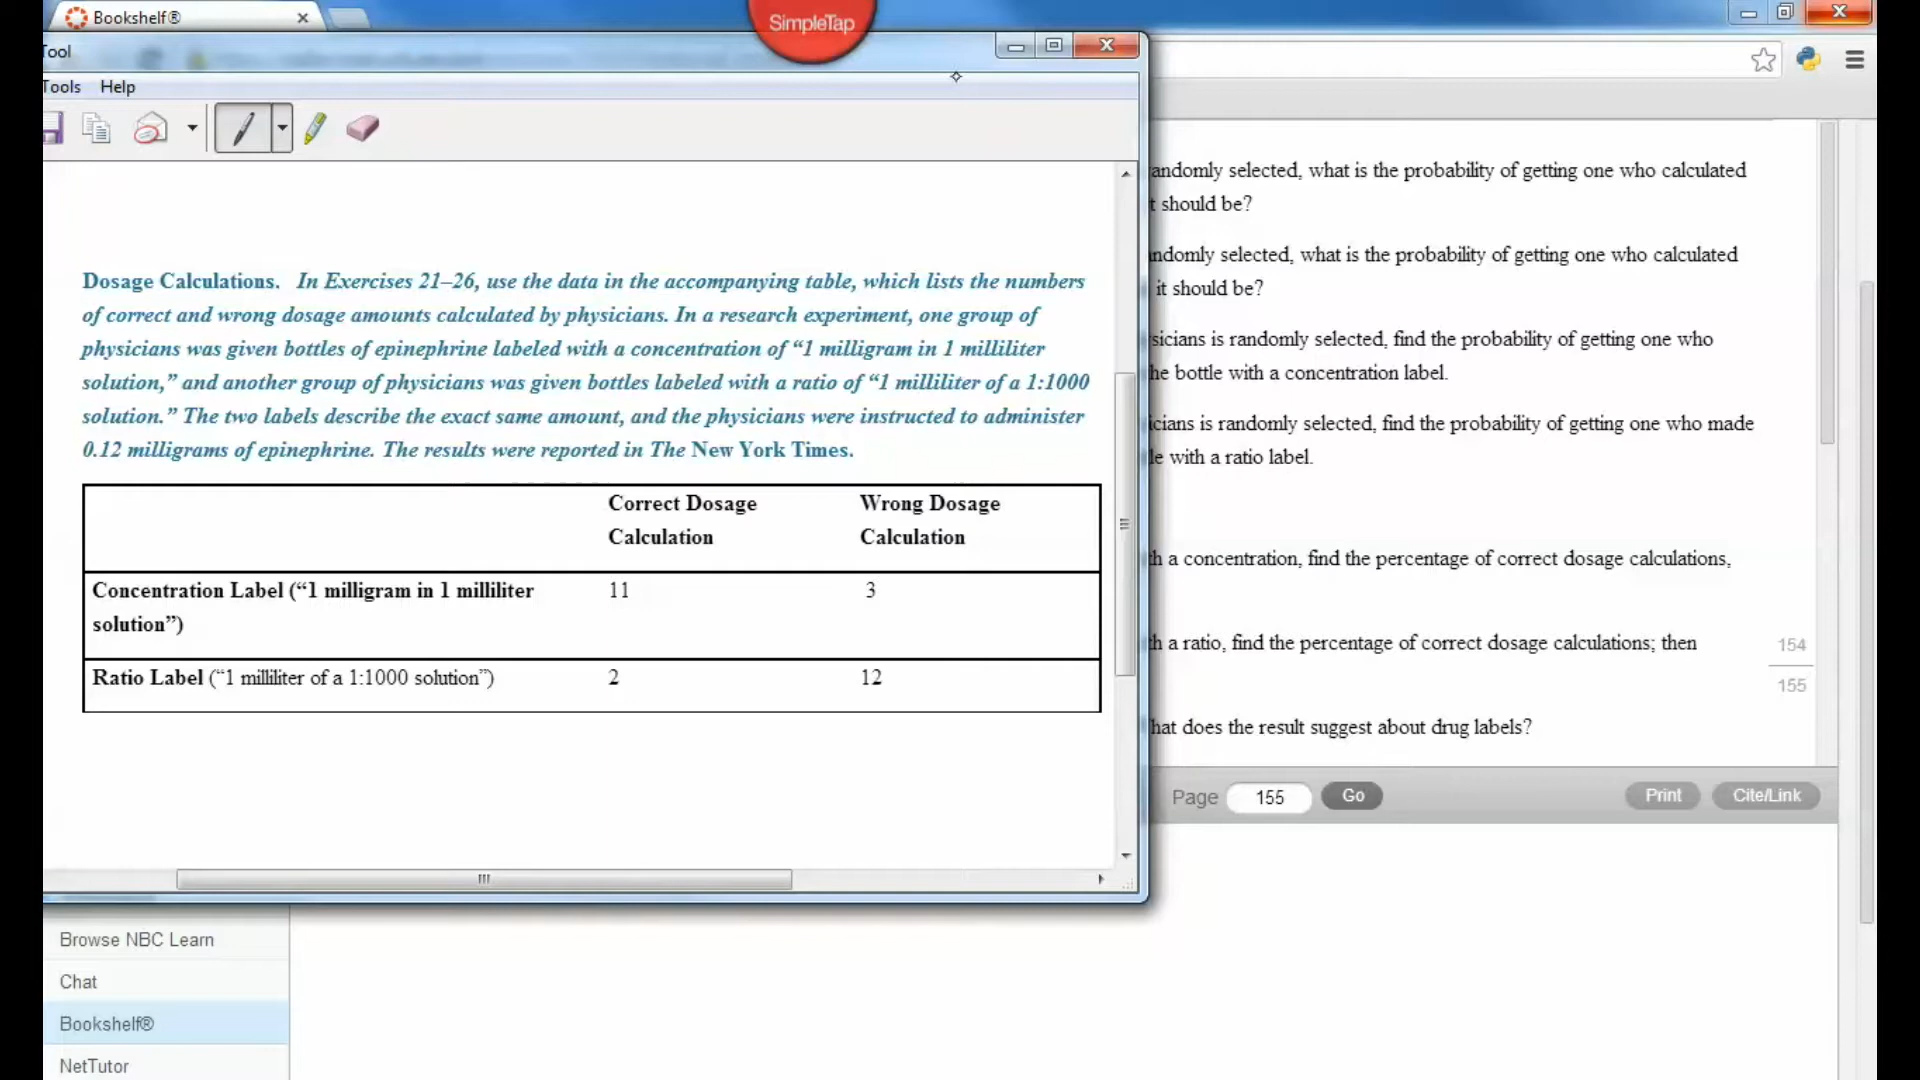 Bookshelf®
SimpleTap
Tool
Tools Help
Dosage Calculations. In Exercises 21–26, use the data in the accompanying table, which lists the numbers
of correct and wrong dosage amounts calculated by physicians. In a research experiment, one group of
physicians was given bottles of epinephrine labeled with a concentration of “1 milligram in 1 milliliter
solution,” and another group of physicians was given bottles labeled with a ratio of “1 milliliter of a 1:1000
solution.” The two labels describe the exact same amount, and the physicians were instructed to administer
0.12 milligrams of epinephrine. The results were reported in The New York Times.
Correct Dosage
Calculation
Wrong Dosage
Calculation
Concentration Label (“1 milligram in 1 milliliter
solution”)
11
3
Ratio Label (“1 milliliter of a 1:1000 solution”)
2
12
andomly selected, what is the probability of getting one who calculated
t should be?
ndomly selected, what is the probability of getting one who calculated
it should be?
sicians is randomly selected, find the probability of getting one who
he bottle with a concentration label.
icians is randomly selected, find the probability of getting one who made
le with a ratio label.
th a concentration, find the percentage of correct dosage calculations,
th a ratio, find the percentage of correct dosage calculations; then
154
155
hat does the result suggest about drug labels?
Page 155 Go
Print
Cite/Link
Browse NBC Learn
Chat
Bookshelf®
NetTutor